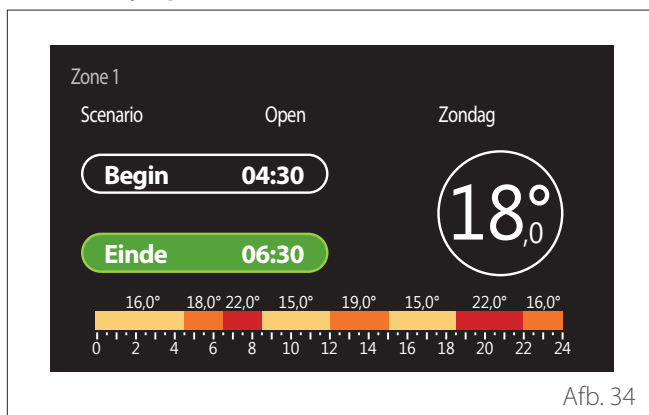 Zone 1
Scenario Open Zondag
Begin 04:30
18°,0
Einde 06:30
16,0° 18,0° 22,0° 15,0° 19,0° 15,0° 22,0° 16,0°
0 2 4 6 8 10 12 14 16 18 20 22 24
Afb. 34